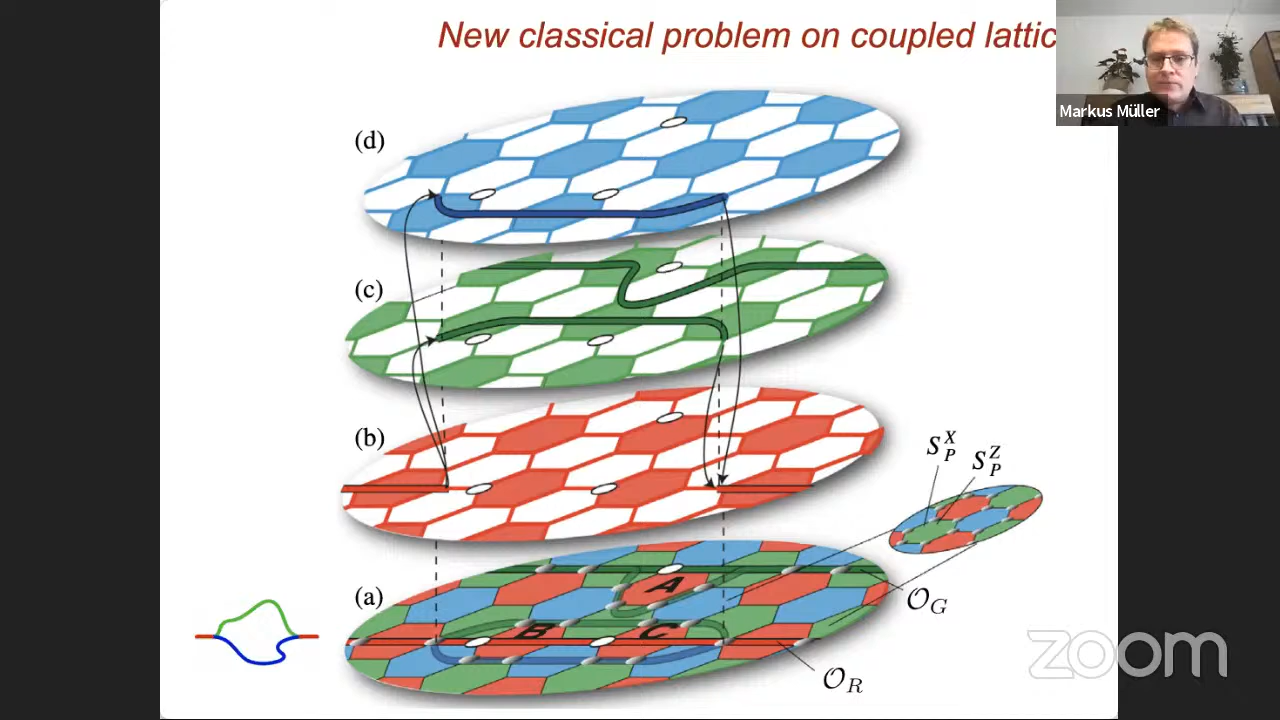 New classical problem on coupled lattic
Markus Müller
(d)
(c)
(b)
S_P^X
S_P^Z
(a)
A
B
C
O_G
O_R
zoom